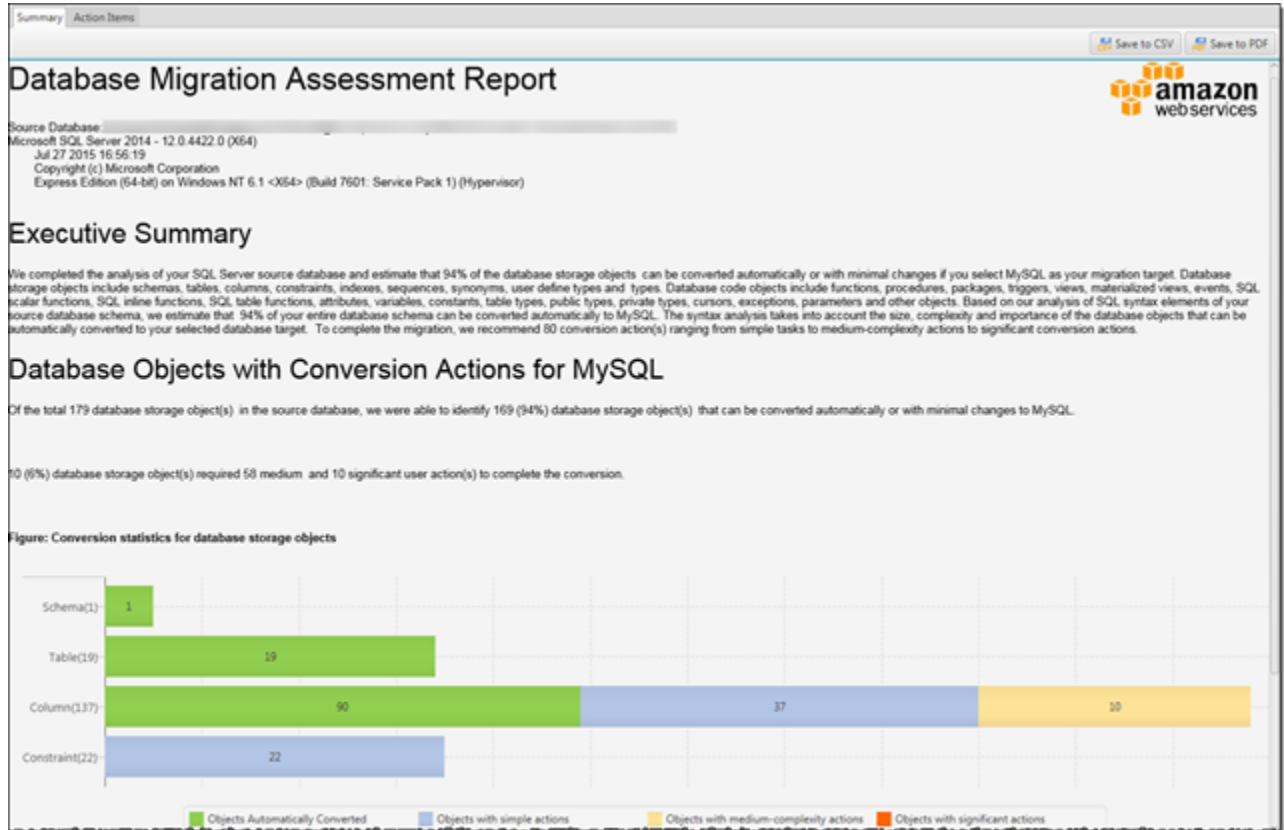 Summary Action Items
Save to CSV Save to PDF
Database Migration Assessment Report
amazon
webservices
Source Database:
Microsoft SQL Server 2014 - 12.0.4422.0 (X64)
Jul 27 2015 16:56:19
Copyright (c) Microsoft Corporation
Express Edition (64-bit) on Windows NT 6.1 <X64> (Build 7601: Service Pack 1) (Hypervisor)
Executive Summary
We completed the analysis of your SQL Server source database and estimate that 94% of the database storage objects can be converted automatically or with minimal changes if you select MySQL as your migration target. Database
storage objects include schemas, tables, columns, constraints, indexes, sequences, synonyms, user define types and types. Database code objects include functions, procedures, packages, triggers, views, materialized views, events, SQL
scalar functions, SQL inline functions, SQL table functions, attributes, variables, constants, table types, public types, private types, cursors, exceptions, parameters and other objects. Based on our analysis of SQL syntax elements of your
source database schema, we estimate that 94% of your entire database schema can be converted automatically to MySQL. The syntax analysis takes into account the size, complexity and importance of the database objects that can be
automatically converted to your selected database target. To complete the migration, we recommend 80 conversion action(s) ranging from simple tasks to medium-complexity actions to significant conversion actions.
Database Objects with Conversion Actions for MySQL
Of the total 179 database storage object(s) in the source database, we were able to identify 169 (94%) database storage object(s) that can be converted automatically or with minimal changes to MySQL.
10 (6%) database storage object(s) required 58 medium and 10 significant user action(s) to complete the conversion.
Figure: Conversion statistics for database storage objects
Schema(1) 1
Table(19) 19
Column(137) 90 37 10
Constraint(22) 22
Objects Automatically Converted Objects with simple actions Objects with medium-complexity actions Objects with significant actions